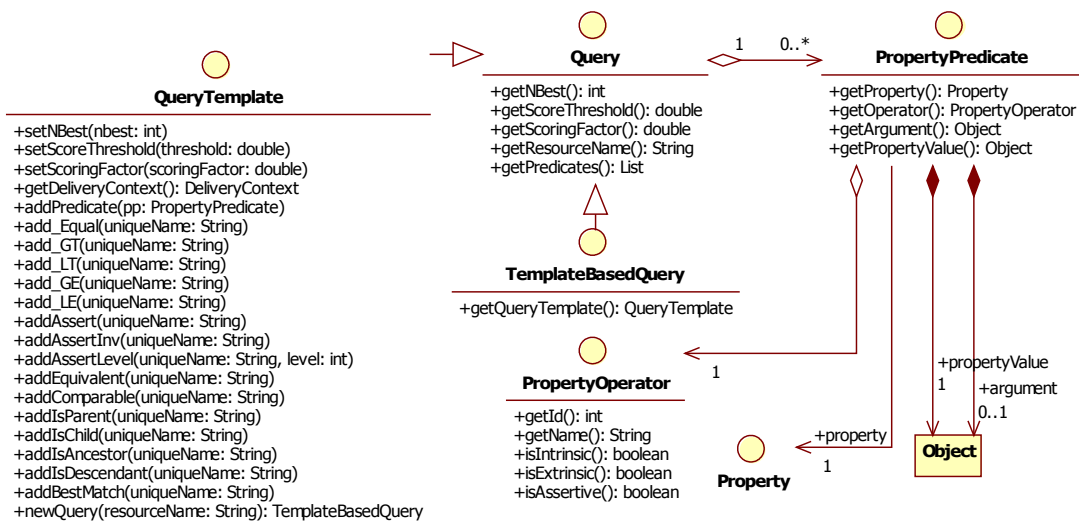 QueryTemplate
+setNBest(nbest: int)
+setScoreThreshold(threshold: double)
+setScoringFactor(scoringFactor: double)
+getDeliveryContext(): DeliveryContext
+addPredicate(pp: PropertyPredicate)
+add_Equal(uniqueName: String)
+add_GT(uniqueName: String)
+add_LT(uniqueName: String)
+add_GE(uniqueName: String)
+add_LE(uniqueName: String)
+addAssert(uniqueName: String)
+addAssertInv(uniqueName: String)
+addAssertLevel(uniqueName: String, level: int)
+addEquivalent(uniqueName: String)
+addComparable(uniqueName: String)
+addIsParent(uniqueName: String)
+addIsChild(uniqueName: String)
+addIsAncestor(uniqueName: String)
+addIsDescendant(uniqueName: String)
+addBestMatch(uniqueName: String)
+newQuery(resourceName: String): TemplateBasedQuery
Query
+getNBest(): int
+getScoreThreshold(): double
+getScoringFactor(): double
+getResourceName(): String
+getPredicates(): List
1
0..*
PropertyPredicate
+getProperty(): Property
+getOperator(): PropertyOperator
+getArgument(): Object
+getPropertyValue(): Object
TemplateBasedQuery
+getQueryTemplate(): QueryTemplate
PropertyOperator
+getId(): int
+getName(): String
+isIntrinsic(): boolean
+isExtrinsic(): boolean
+isAssertive(): boolean
1
+property
1
Property
+propertyValue
1
+argument
0..1
Object